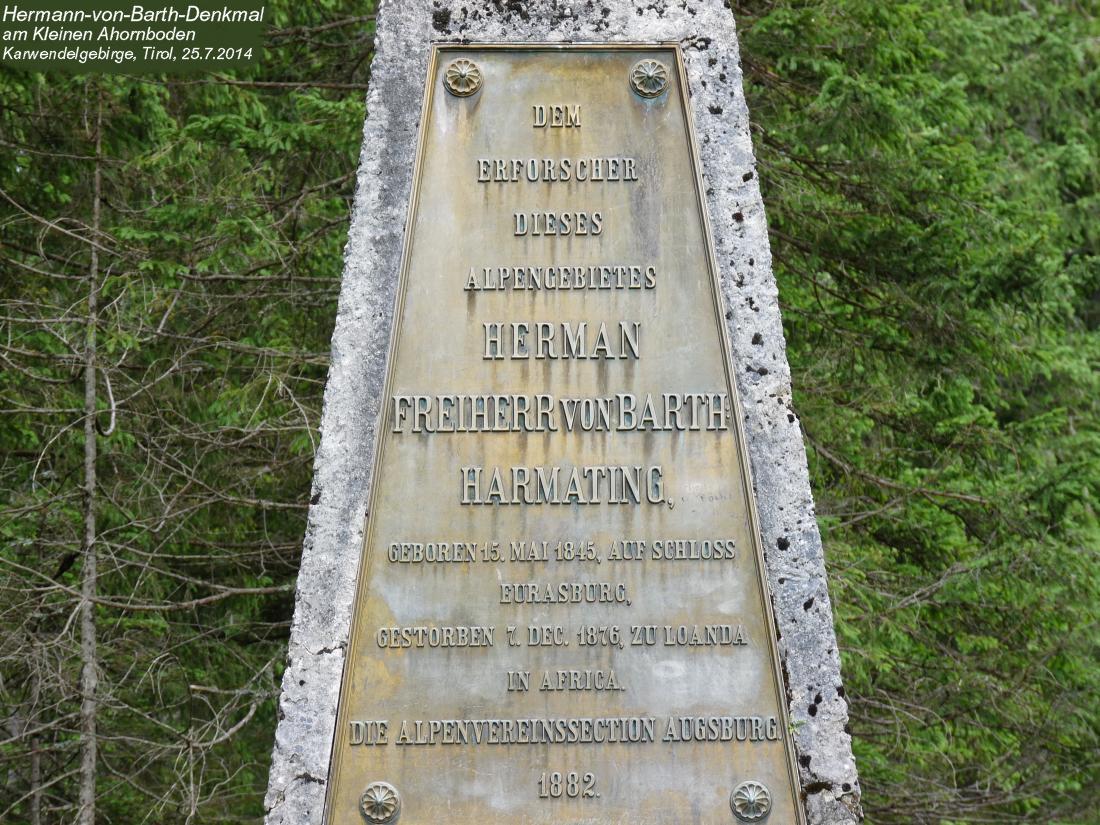 Hermann-von-Barth-Denkmal
am Kleinen Ahornboden
Karwendelgebirge, Tirol, 25.7.2014
DEM
ERFORSCHER
DIESES
ALPENGEBIETES
HERMAN
FREIHERR VON BARTH
HARMATING,
GEBOREN 15. MAI 1845, AUF SCHLOSS
EURASBURG,
GESTORBEN 7. DEC. 1876, ZU LOANDA
IN AFRICA.
DIE ALPENVEREINSSECTION AUGSBURG.
1882.